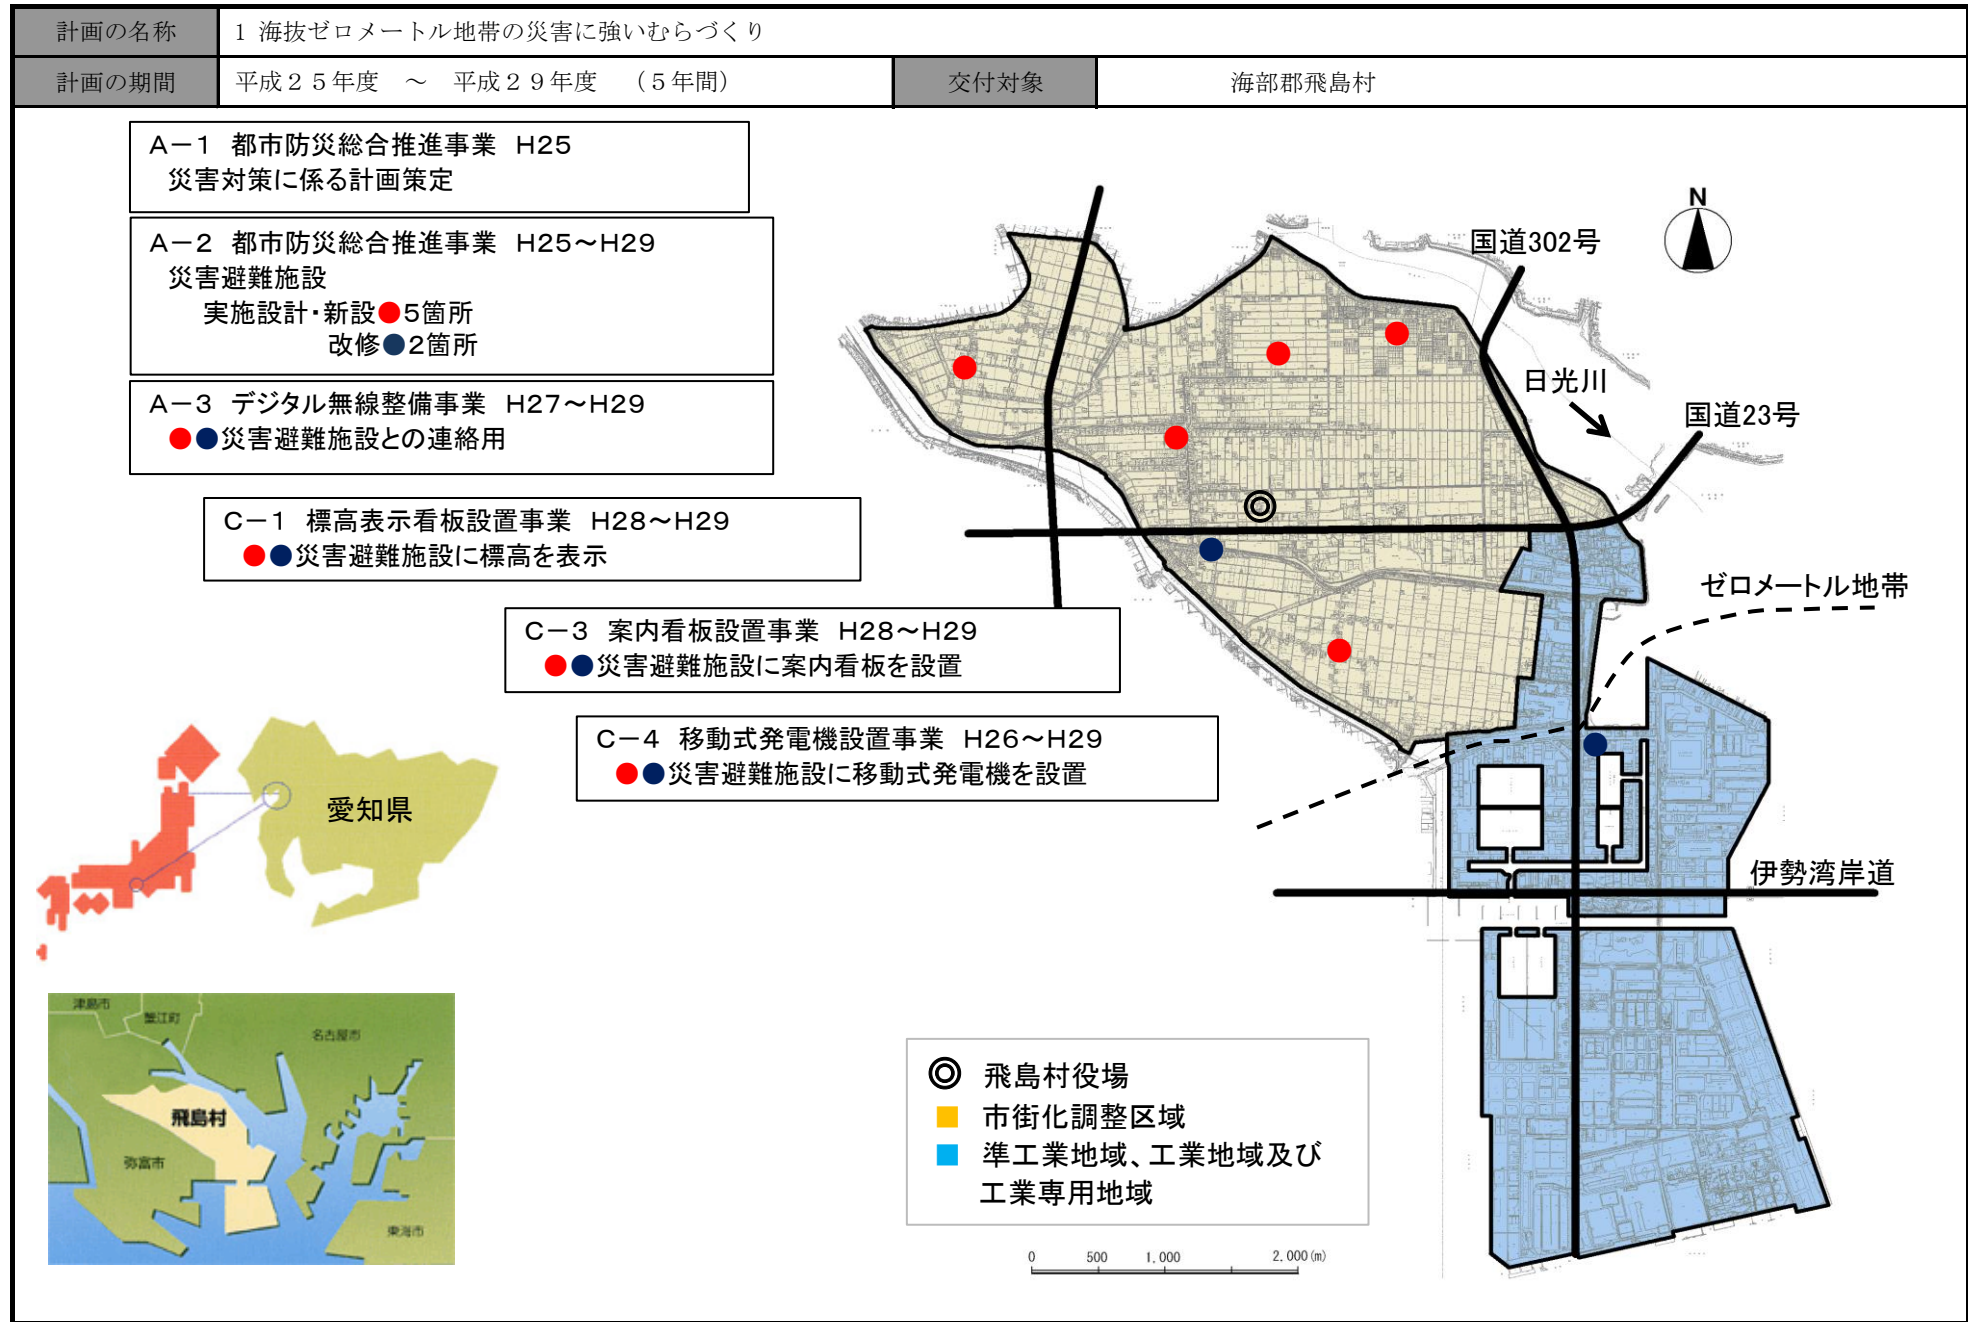 計画の名称
1 海抜ゼロメートル地帯の災害に強いむらづくり
計画の期間
平成25年度 ～ 平成29年度 （5年間）
交付対象
海部郡飛島村
A－1 都市防災総合推進事業 H25
災害対策に係る計画策定
A－2 都市防災総合推進事業 H25～H29
災害避難施設
実施設計・新設●5箇所
改修●2箇所
A－3 デジタル無線整備事業 H27～H29
●●災害避難施設との連絡用
C－1 標高表示看板設置事業 H28～H29
●●災害避難施設に標高を表示
C－3 案内看板設置事業 H28～H29
●●災害避難施設に案内看板を設置
C－4 移動式発電機設置事業 H26～H29
●●災害避難施設に移動式発電機を設置
N
国道302号
日光川
国道23号
ゼロメートル地帯
伊勢湾岸道
愛知県
津島市
蟹江町
名古屋市
飛島村
弥富市
東海市
◎ 飛島村役場
市街化調整区域
準工業地域、工業地域及び
工業専用地域
0 500 1,000 2,000(m)